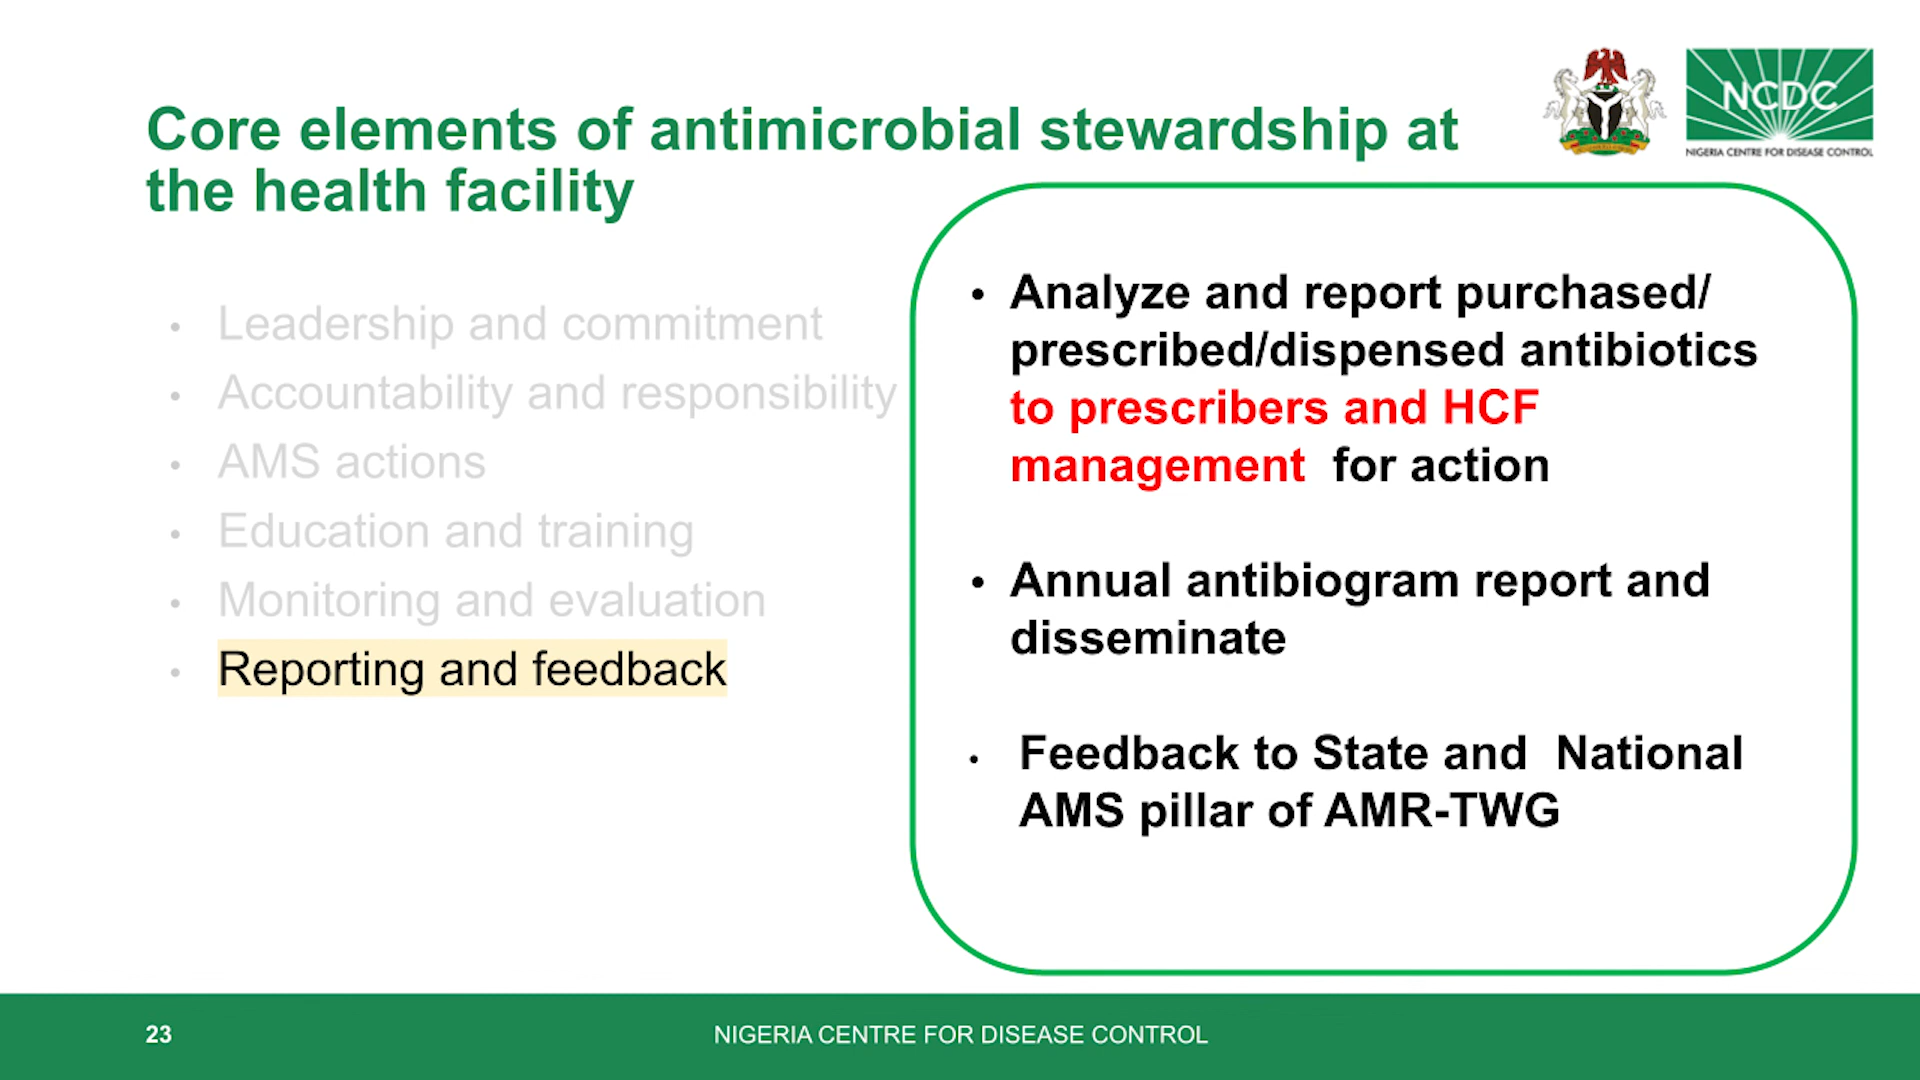 Core elements of antimicrobial stewardship at
the health facility
NCDC
NIGERIA CENTRE FOR DISEASE CONTROL
• Leadership and commitment
• Accountability and responsibility
• AMS actions
• Education and training
• Monitoring and evaluation
• Reporting and feedback
• Analyze and report purchased/
prescribed/dispensed antibiotics
to prescribers and HCF
management for action
• Annual antibiogram report and
disseminate
• Feedback to State and National
AMS pillar of AMR-TWG
23
NIGERIA CENTRE FOR DISEASE CONTROL